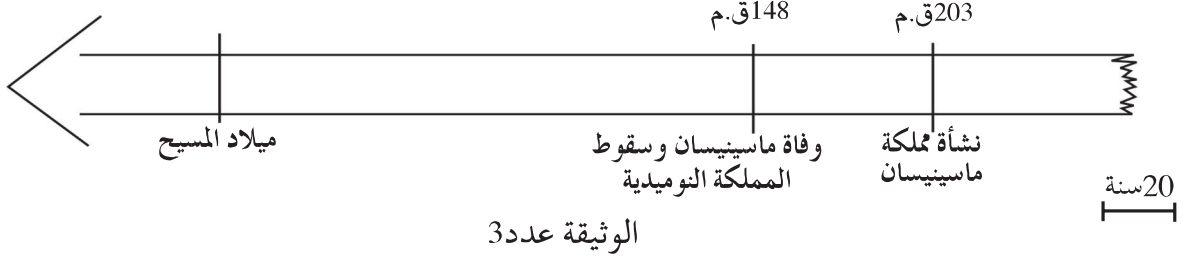 203ق.م
148ق.م
نشأة مملكة
ماسينيسان
وفاة ماسينيسان وسقوط
المملكة النوميدية
ميلاد المسيح
20سنة
الوثيقة عدد3